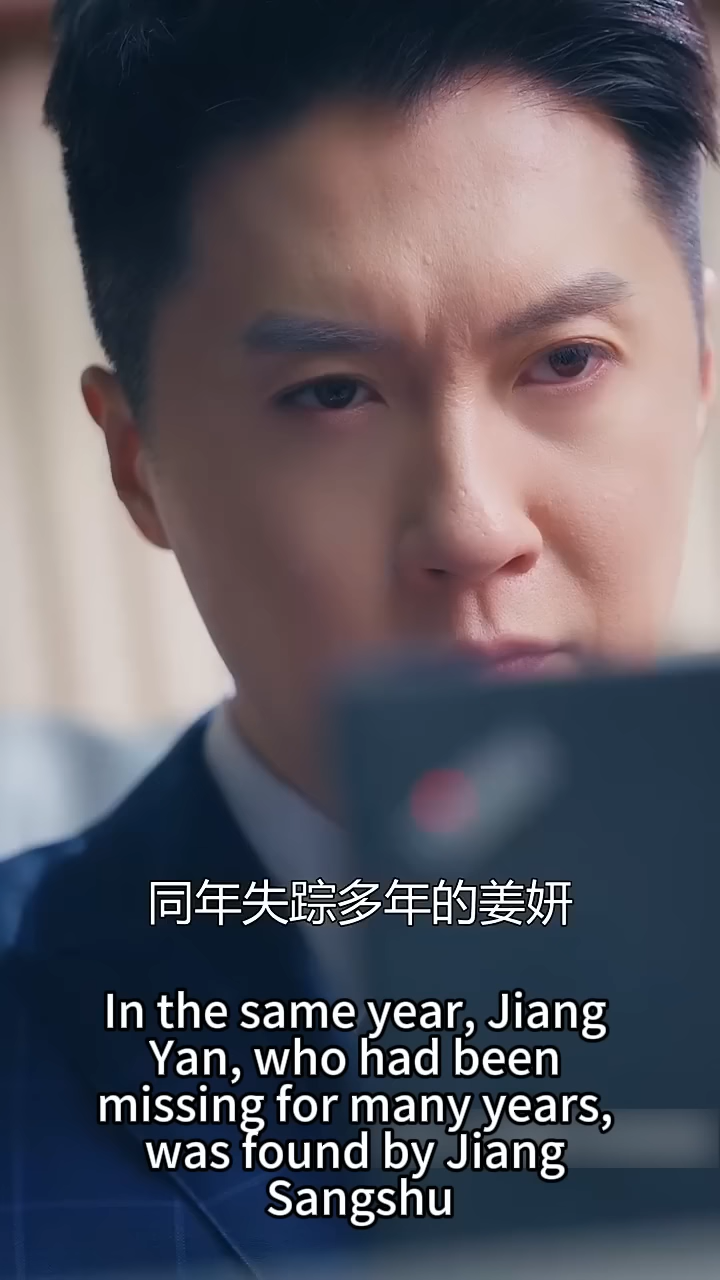 同年失踪多年的姜妍
In the same year, Jiang
Yan, who had been
missing for many years,
was found by Jiang
Sangshu